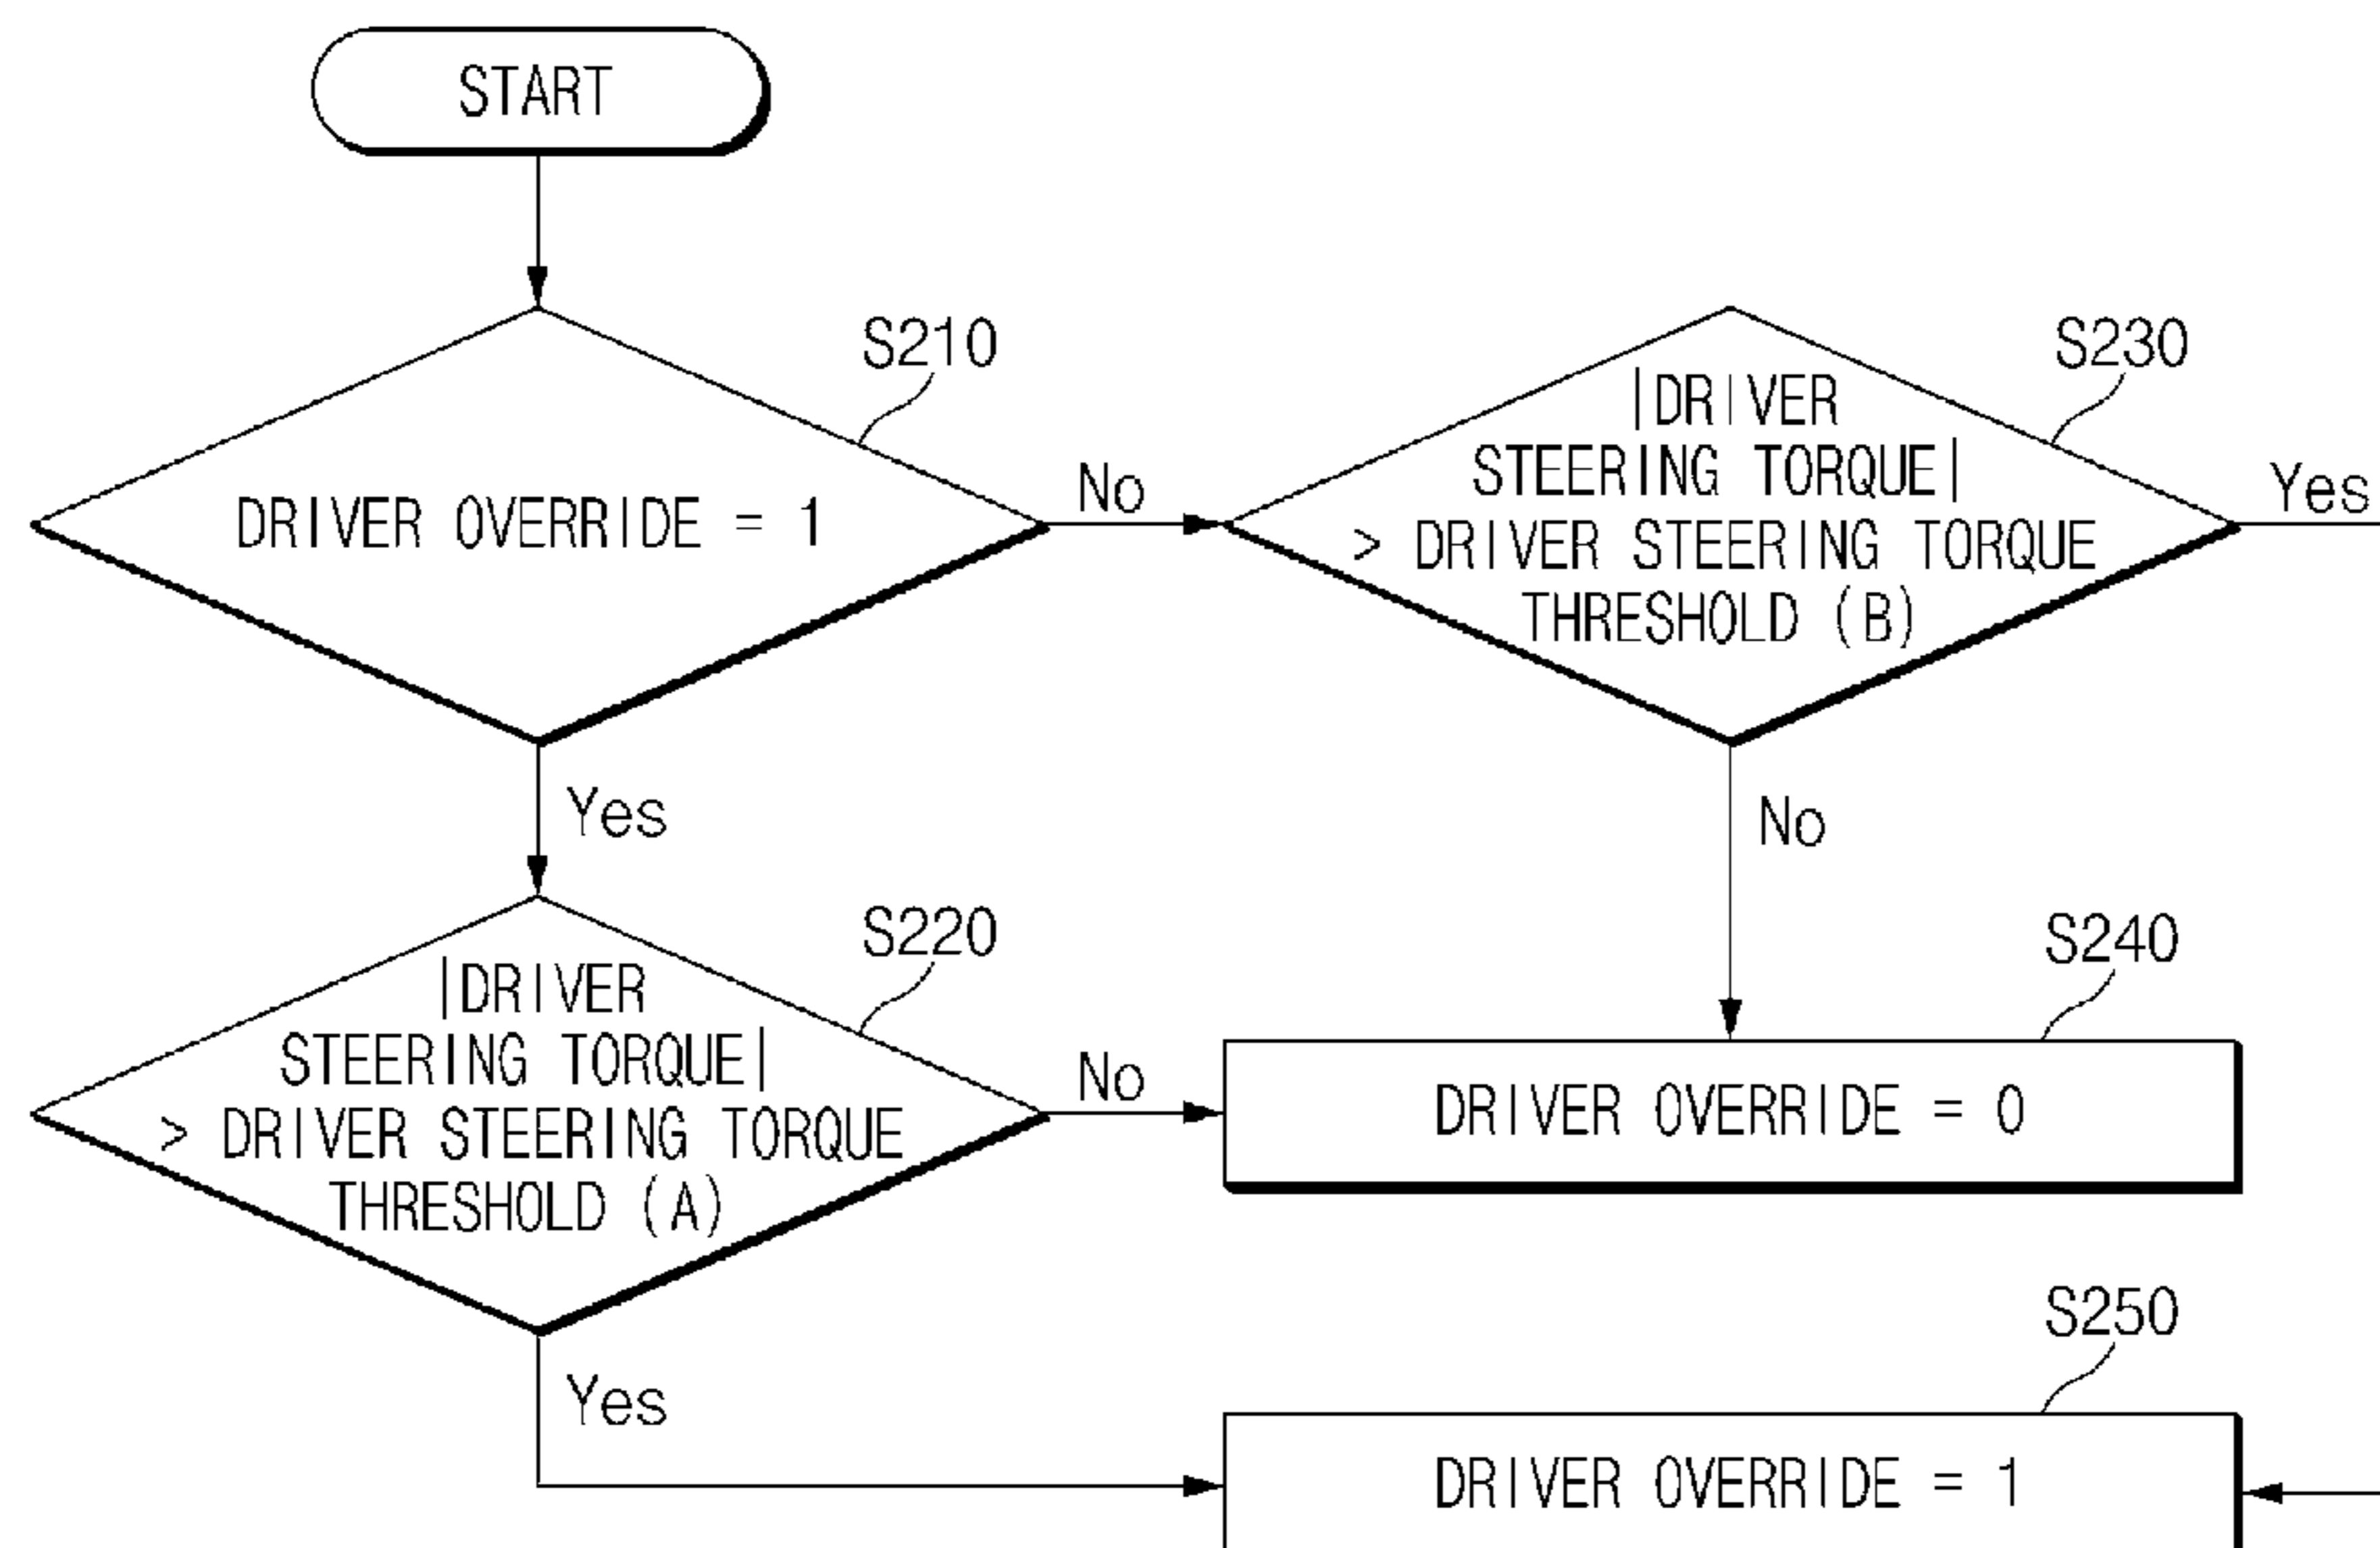 START
S210
DRIVER OVERRIDE = 1
No
Yes
S230
|DRIVER
STEERING TORQUE|
> DRIVER STEERING TORQUE
THRESHOLD (B)
Yes
No
S220
|DRIVER
STEERING TORQUE|
> DRIVER STEERING TORQUE
THRESHOLD (A)
No
Yes
S240
DRIVER OVERRIDE = 0
S250
DRIVER OVERRIDE = 1